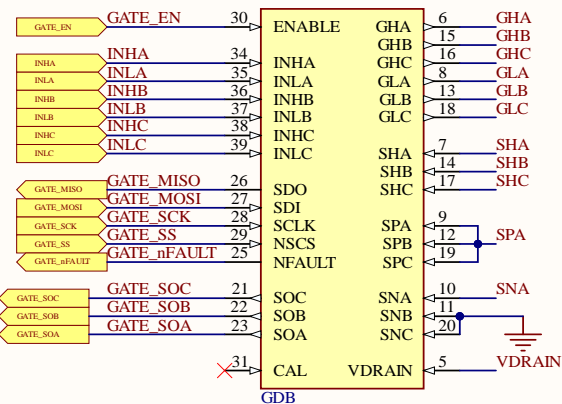 GATE_EN GATE_EN 30 ENABLE GHA 6 GHA
GHB 15 GHB
INHA INHA 34 INHA GHC 16 GHC
INLA INLA 35 INLA GLA 8 GLA
INHB INHB 36 INHB GLB 13 GLB
INLB INLB 37 INLB GLC 18 GLC
INHC INHC 38 INHC
INLC INLC 39 INLC SHA 7 SHA
SHB 14 SHB
GATE_MISO GATE_MISO 26 SDO SHC 17 SHC
GATE_MOSI GATE_MOSI 27 SDI
GATE_SCK GATE_SCK 28 SCLK SPA 9
GATE_SS GATE_SS 29 NSCS SPB 12 SPA
GATE_nFAULT GATE_nFAULT 25 NFAULT SPC 19
GATE_SOC GATE_SOC 21 SOC SNA 10 SNA
GATE_SOB GATE_SOB 22 SOB SNB 11
GATE_SOA GATE_SOA 23 SOA SNC 20
31 CAL VDRAIN 5 VDRAIN
GDB